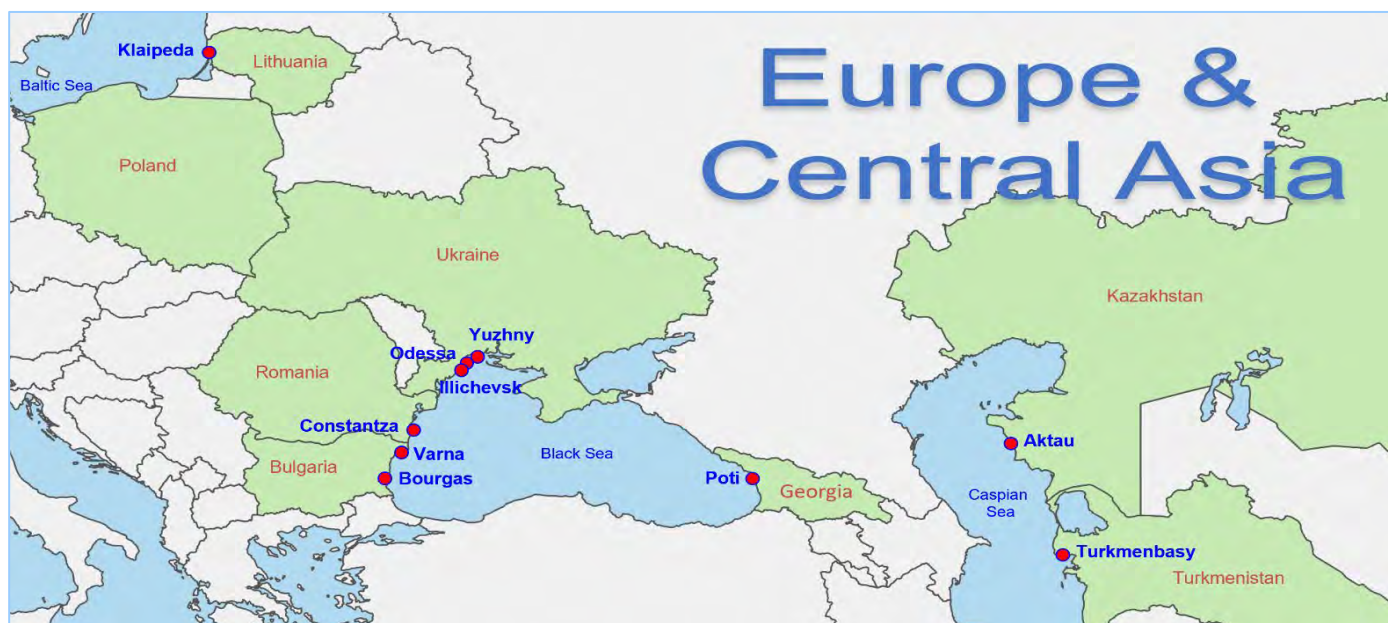 Europe &
Central Asia
Klaipeda
Lithuania
Baltic Sea
Poland
Ukraine
Kazakhstan
Yuzhny
Odessa
Illichevsk
Romania
Constantza
Varna
Black Sea
Bulgaria
Bourgas
Poti
Georgia
Aktau
Caspian
Sea
Turkmenbasy
Turkmenistan